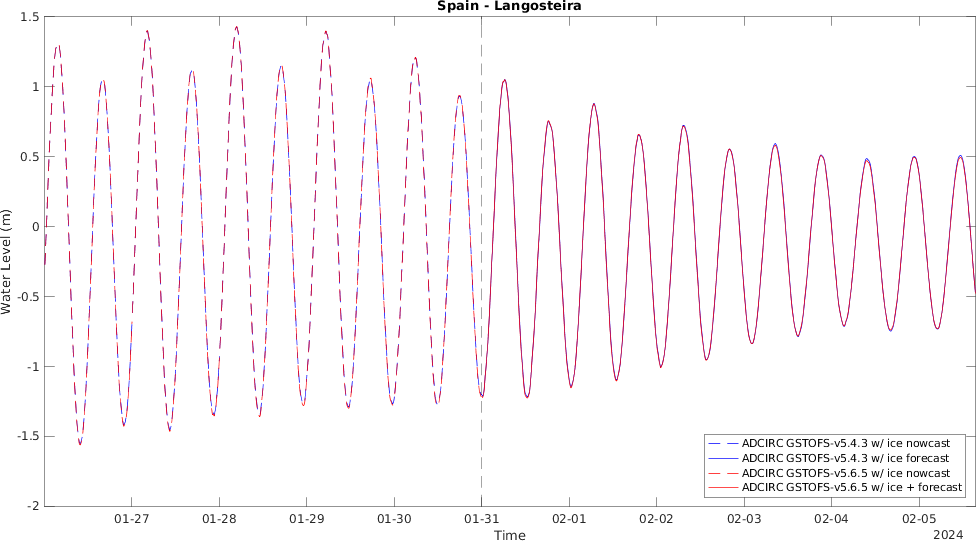 Spain - Langosteira
1.5
1
0.5
0
-0.5
-1
-1.5
-2
Water Level (m)
01-27
01-28
01-29
01-30
01-31
02-01
02-02
02-03
02-04
02-05
Time
2024
ADCIRC GSTOFS-v5.4.3 w/ ice nowcast
ADCIRC GSTOFS-v5.4.3 w/ ice forecast
ADCIRC GSTOFS-v5.6.5 w/ ice nowcast
ADCIRC GSTOFS-v5.6.5 w/ ice + forecast